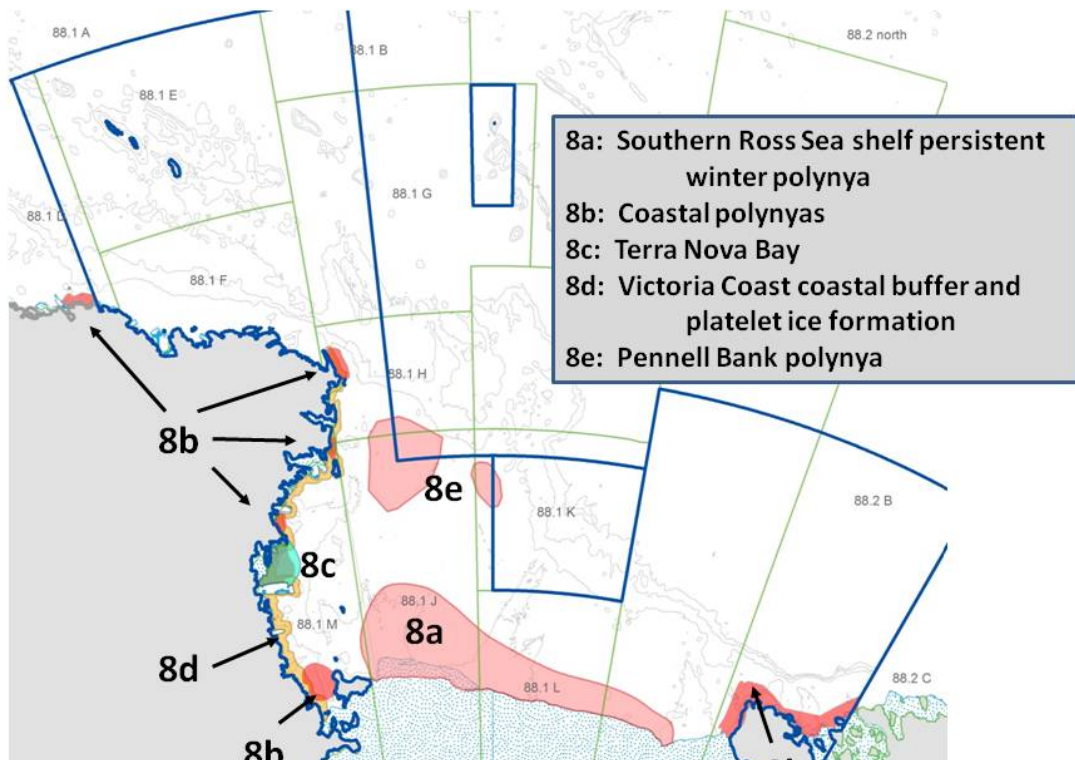 88.1 A
88.1 B
88.2 north
88.1 E
8a: Southern Ross Sea shelf persistent
winter polynya
8b: Coastal polynyas
8c: Terra Nova Bay
8d: Victoria Coast coastal buffer and
platelet ice formation
8e: Pennell Bank polynya
88.1 G
88.1 D
88.1 F
88.1 H
8b
8e
88.1 K
88.2 B
8c
88.1 J
88.1 M
8a
8d
88.1 L
88.2 C
8b